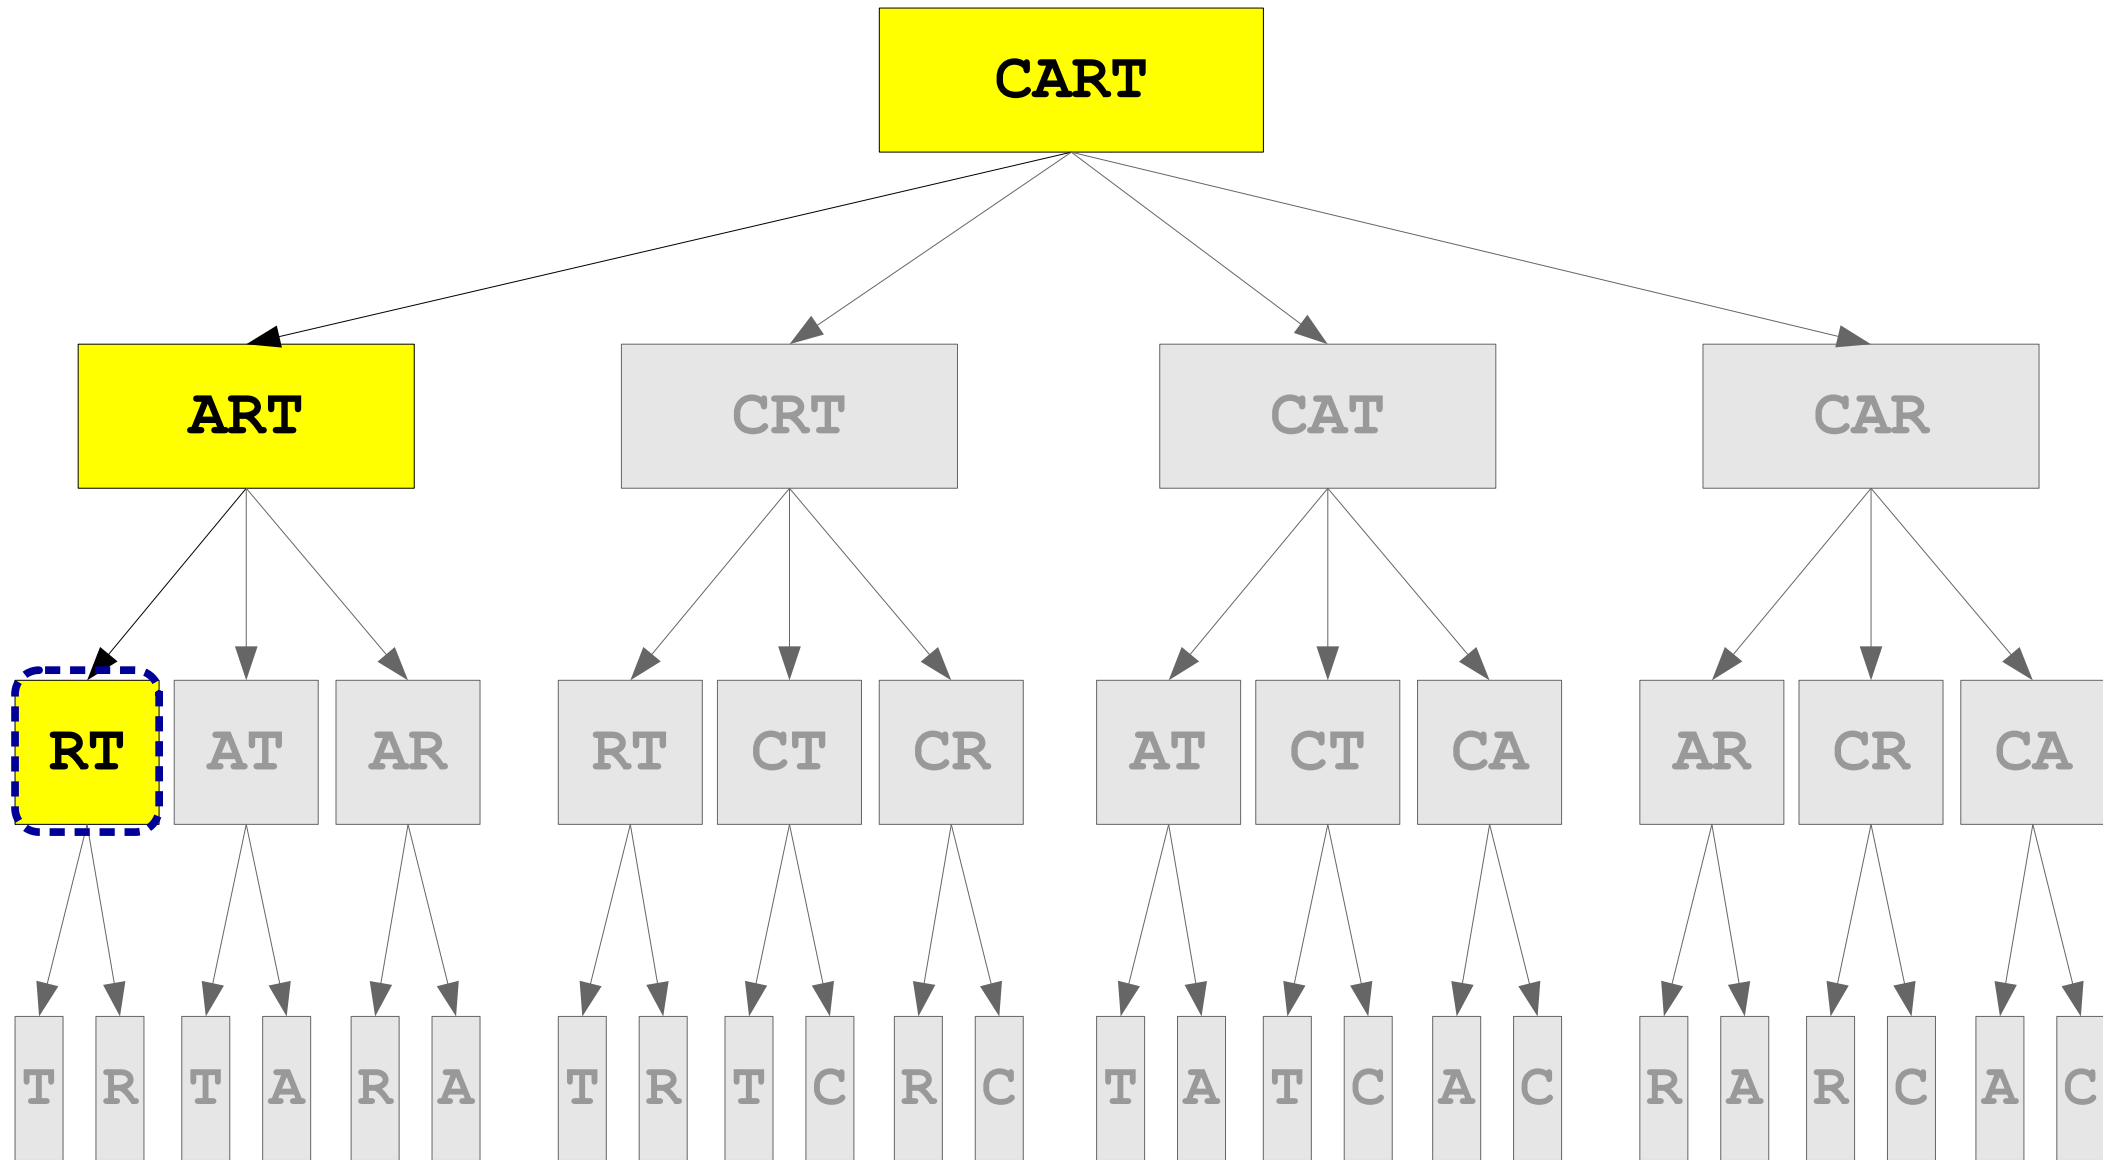 CART
ART CRT CAT CAR
RT AT AR RT CT CR AT CT CA AR CR CA
T R T A R A T R T C R C T A T C A C R A R C A C